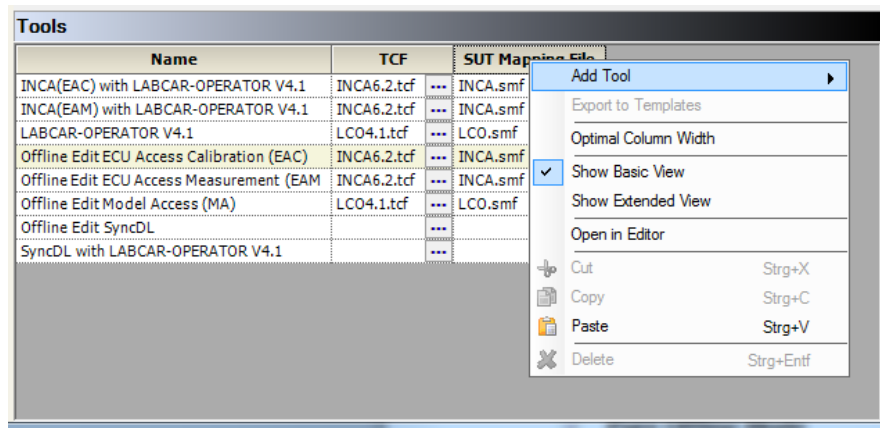 Tools
Name TCF SUT Mapping File
INCA(EAC) with LABCAR-OPERATOR V4.1 INCA6.2.tcf ... INCA.smf
INCA(EAM) with LABCAR-OPERATOR V4.1 INCA6.2.tcf ... INCA.smf
LABCAR-OPERATOR V4.1 LCO4.1.tcf ... LCO.smf
Offline Edit ECU Access Calibration (EAC) INCA6.2.tcf ... INCA.smf
Offline Edit ECU Access Measurement (EAM INCA6.2.tcf ... INCA.smf
Offline Edit Model Access (MA) LCO4.1.tcf ... LCO.smf
Offline Edit SyncDL ...
SyncDL with LABCAR-OPERATOR V4.1 ...
Add Tool
Export to Templates
Optimal Column Width
Show Basic View
Show Extended View
Open in Editor
Cut Strg+X
Copy Strg+C
Paste Strg+V
Delete Strg+Entf